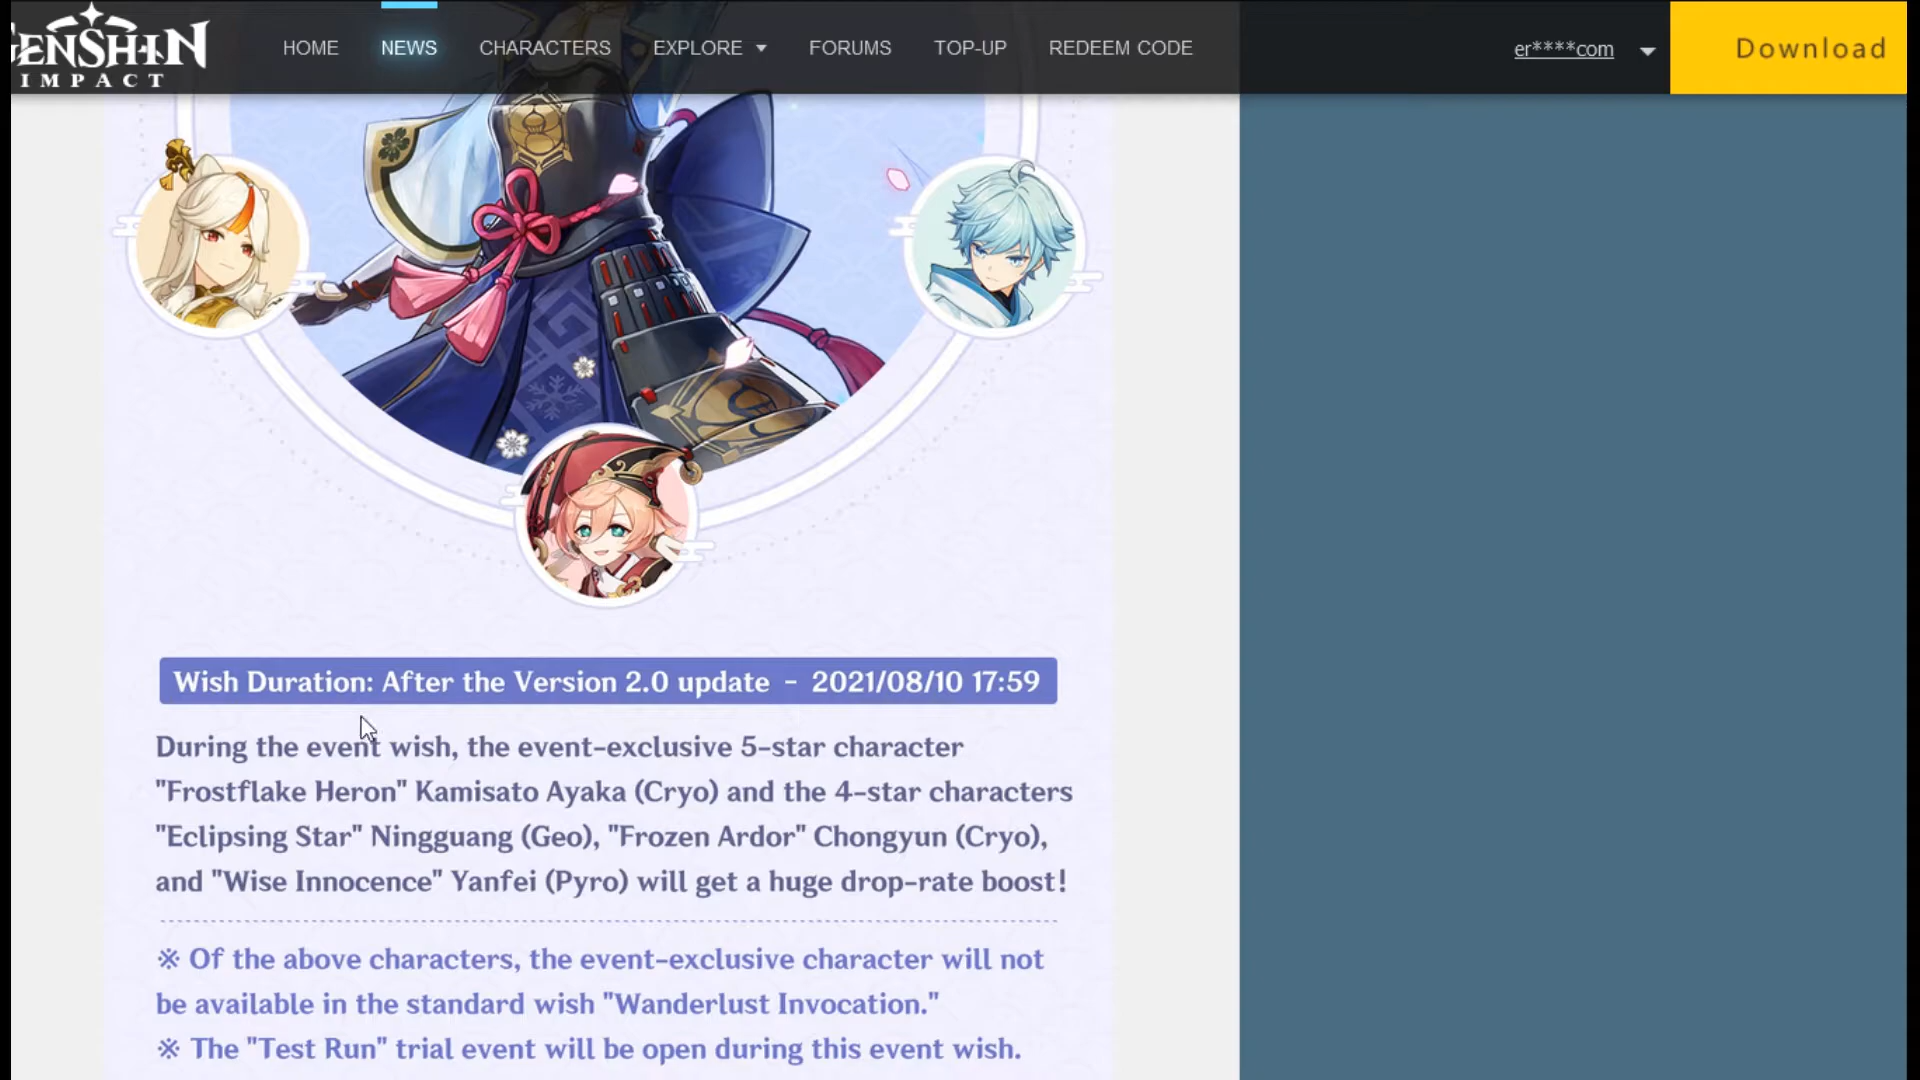 GENSHIN
IMPACT
HOME NEWS CHARACTERS EXPLORE FORUMS TOP-UP REDEEM CODE er****com Download
Wish Duration: After the Version 2.0 update - 2021/08/10 17:59
During the event wish, the event-exclusive 5-star character
"Frostflake Heron" Kamisato Ayaka (Cryo) and the 4-star characters
"Eclipsing Star" Ningguang (Geo), "Frozen Ardor" Chongyun (Cryo),
and "Wise Innocence" Yanfei (Pyro) will get a huge drop-rate boost!
※ Of the above characters, the event-exclusive character will not
be available in the standard wish "Wanderlust Invocation."
※ The "Test Run" trial event will be open during this event wish.